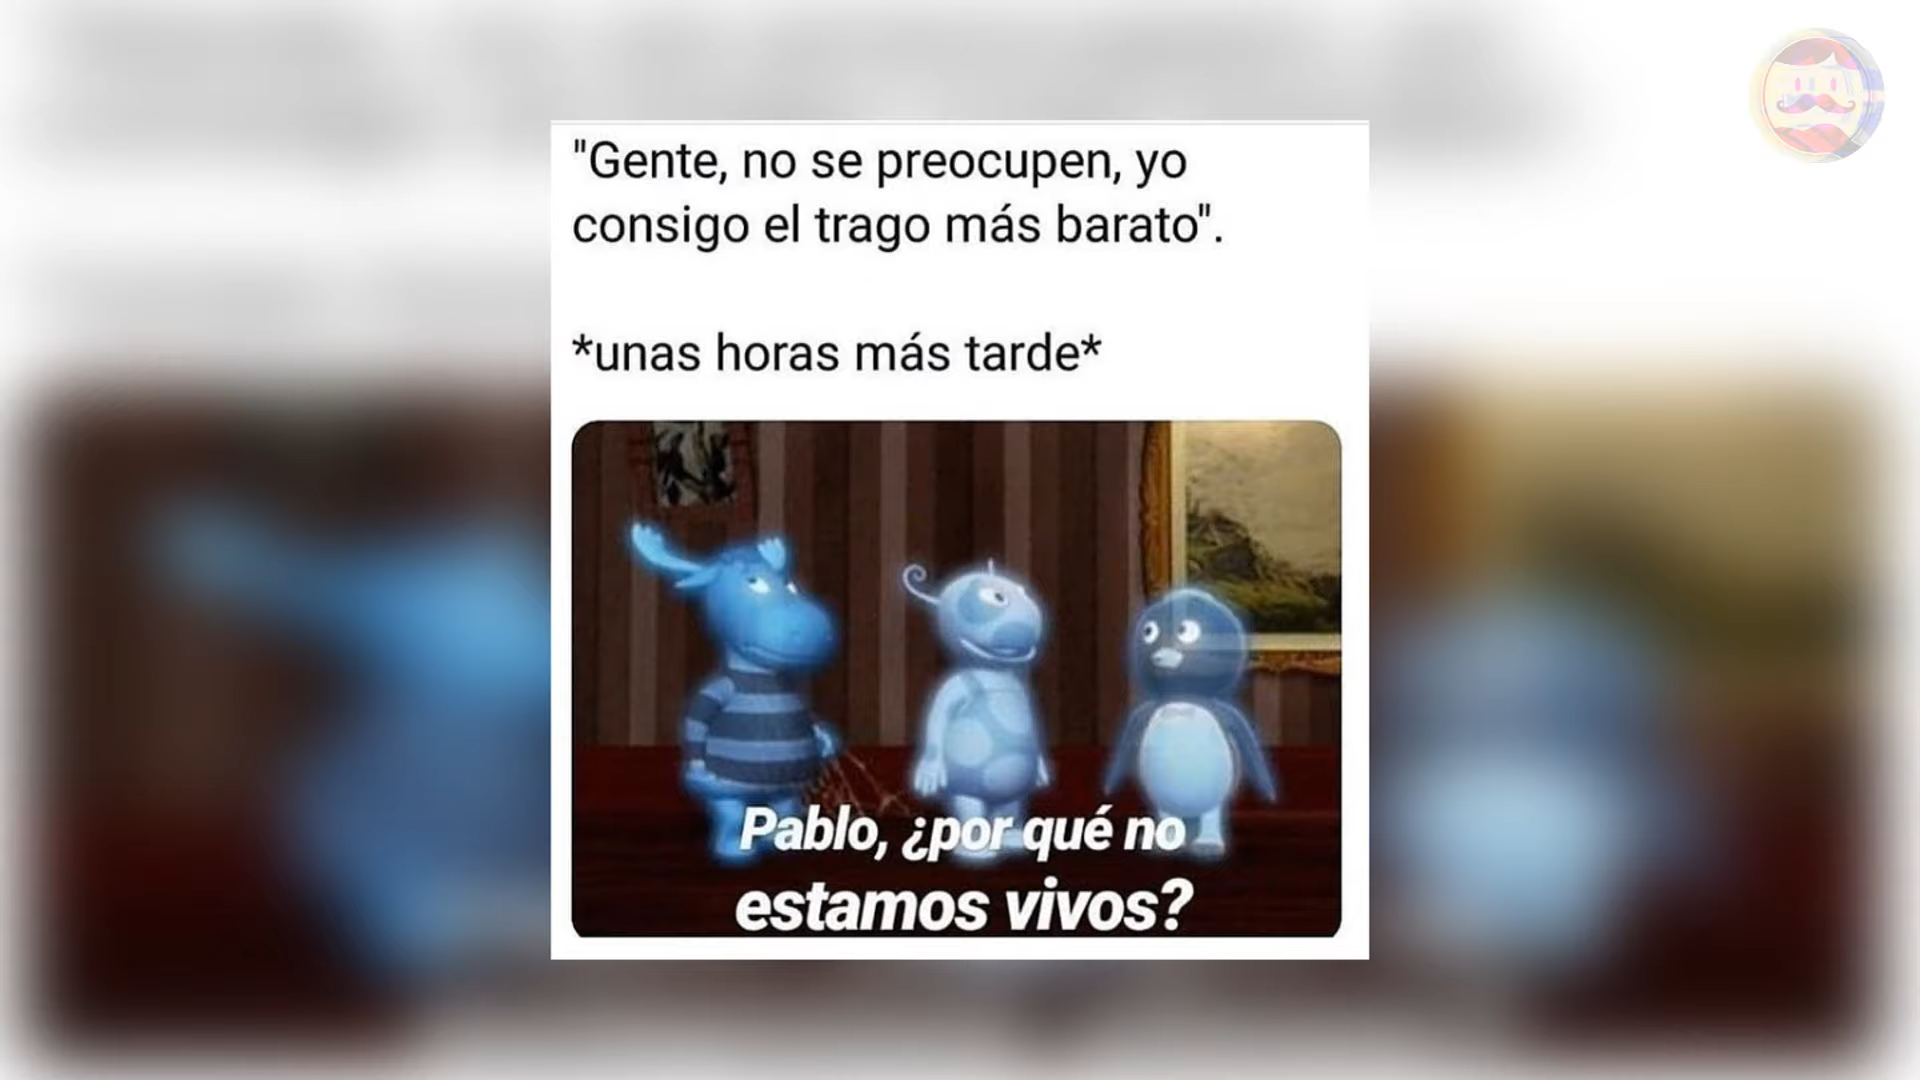 "Gente, no se preocupen, yo
consigo el trago más barato".
*unas horas más tarde*
Pablo, ¿por qué no
estamos vivos?